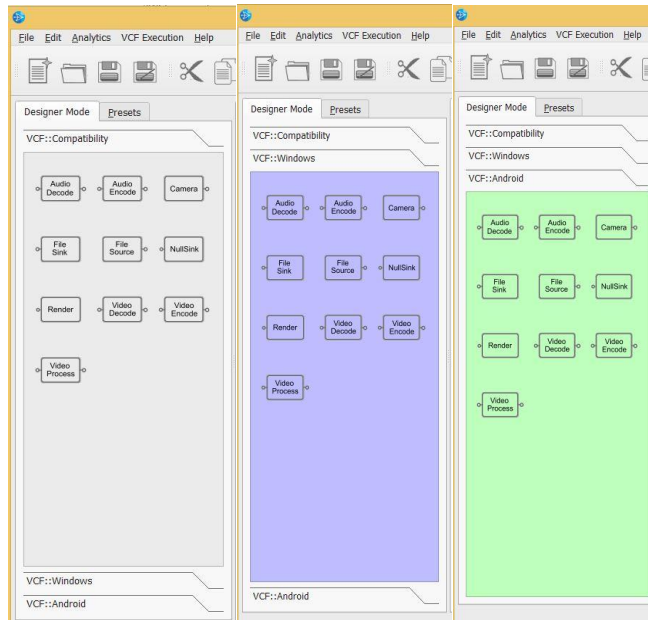 File Edit Analytics VCF Execution Help
Designer Mode Presets
VCF::Compatibility
Audio Decode
Audio Encode
Camera
File Sink
File Source
NullSink
Render
Video Decode
Video Encode
Video Process
VCF::Windows
VCF::Android
File Edit Analytics VCF Execution Help
Designer Mode Presets
VCF::Compatibility
VCF::Windows
Audio Decode
Audio Encode
Camera
File Sink
File Source
NullSink
Render
Video Decode
Video Encode
Video Process
VCF::Android
File Edit Analytics VCF Execution Help
Designer Mode Presets
VCF::Compatibility
VCF::Windows
VCF::Android
Audio Decode
Audio Encode
Camera
File Sink
File Source
NullSink
Render
Video Decode
Video Encode
Video Process